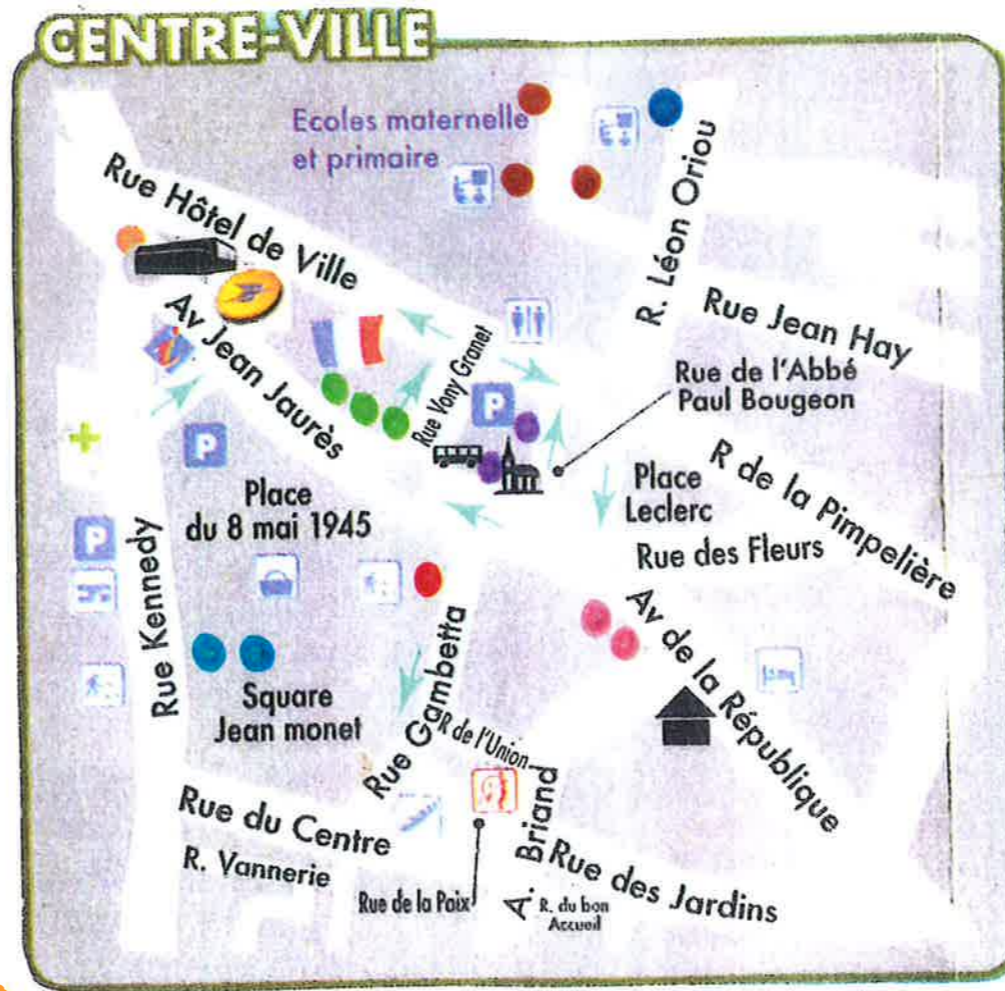 CENTRE-VILLE
Ecoles maternelle
et primaire
Rue Hôtel de Ville
R. Léon Oriou
Av Jean Jaurès
Rue Vony Granet
Rue Jean Hay
Rue de l'Abbé
Paul Bougeon
P
P
Place
du 8 mai 1945
Place
Leclerc
R de la Pimpelière
Rue des Fleurs
P
Rue Kennedy
Rue Gambetta
Av de la République
Square
Jean monet
R de l'Union
Rue du Centre
R. Vannerie
Rue de la Paix
A. Briand
Rue des Jardins
R. du bon
Accueil